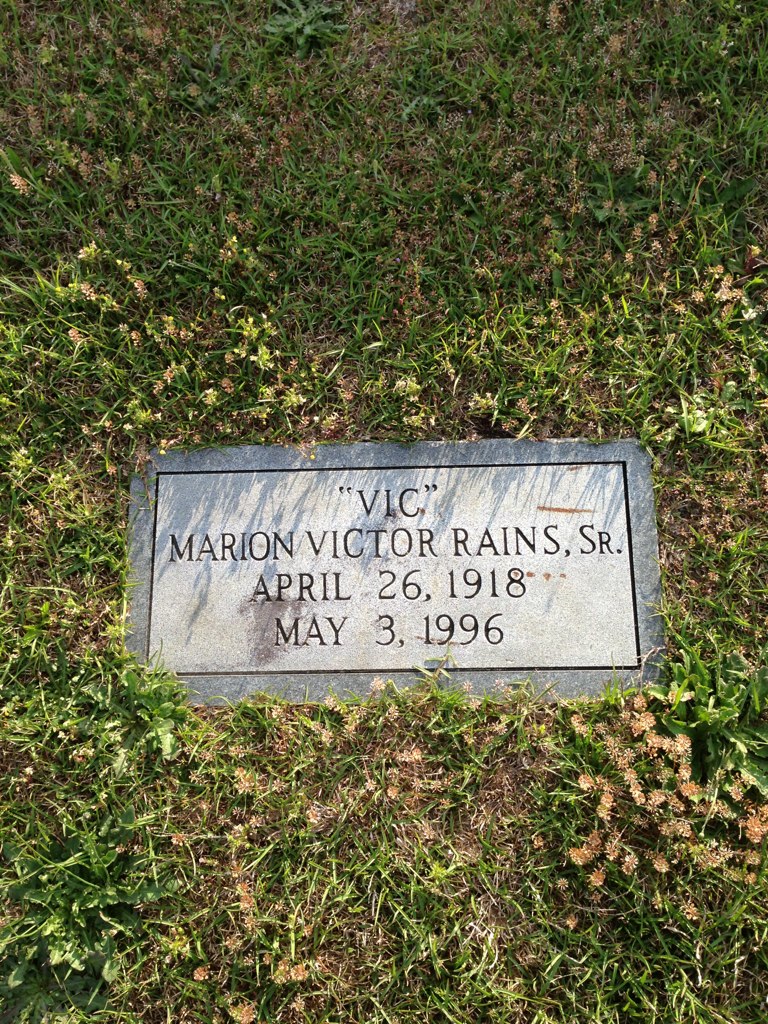 “VIC”
MARION VICTOR RAINS, SR.
APRIL 26, 1918
MAY 3, 1996